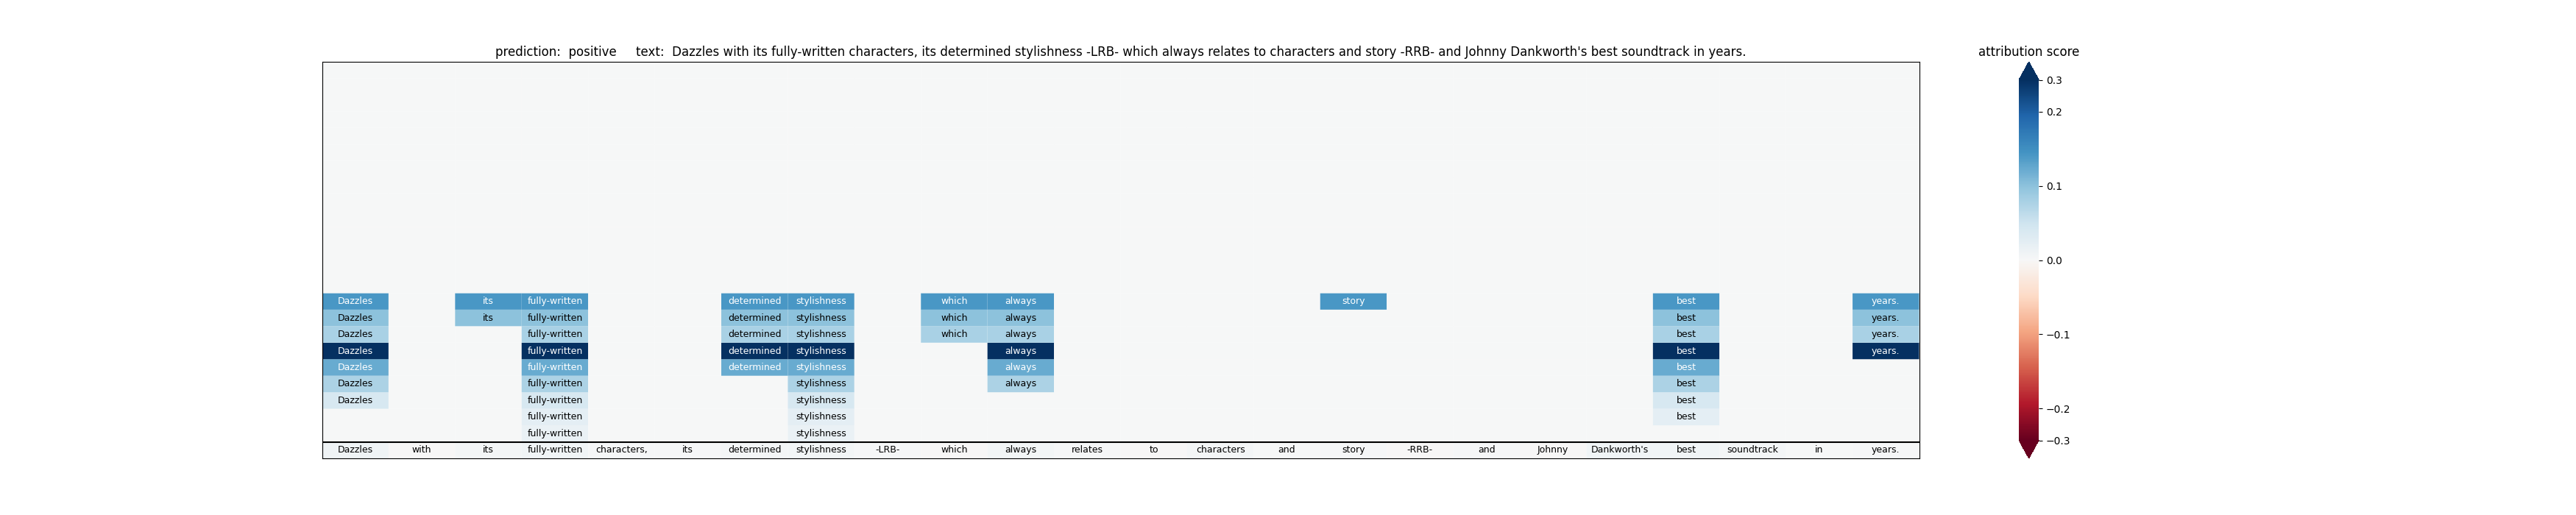 prediction:  positive     text:  Dazzles with its fully-written characters, its determined stylishness -LRB- which always relates to characters and story -RRB- and Johnny Dankworth's best soundtrack in years.
attribution score
0.3
0.2
0.1
0.0
−0.1
−0.2
−0.3
Dazzles its fully-written determined stylishness which always story best years.
Dazzles its fully-written determined stylishness which always best years.
Dazzles fully-written determined stylishness which always best years.
Dazzles fully-written determined stylishness always best years.
Dazzles fully-written determined stylishness always best
Dazzles fully-written stylishness always best
Dazzles fully-written stylishness best
fully-written stylishness best
fully-written stylishness
Dazzles with its fully-written characters, its determined stylishness -LRB- which always relates to characters and story -RRB- and Johnny Dankworth's best soundtrack in years.